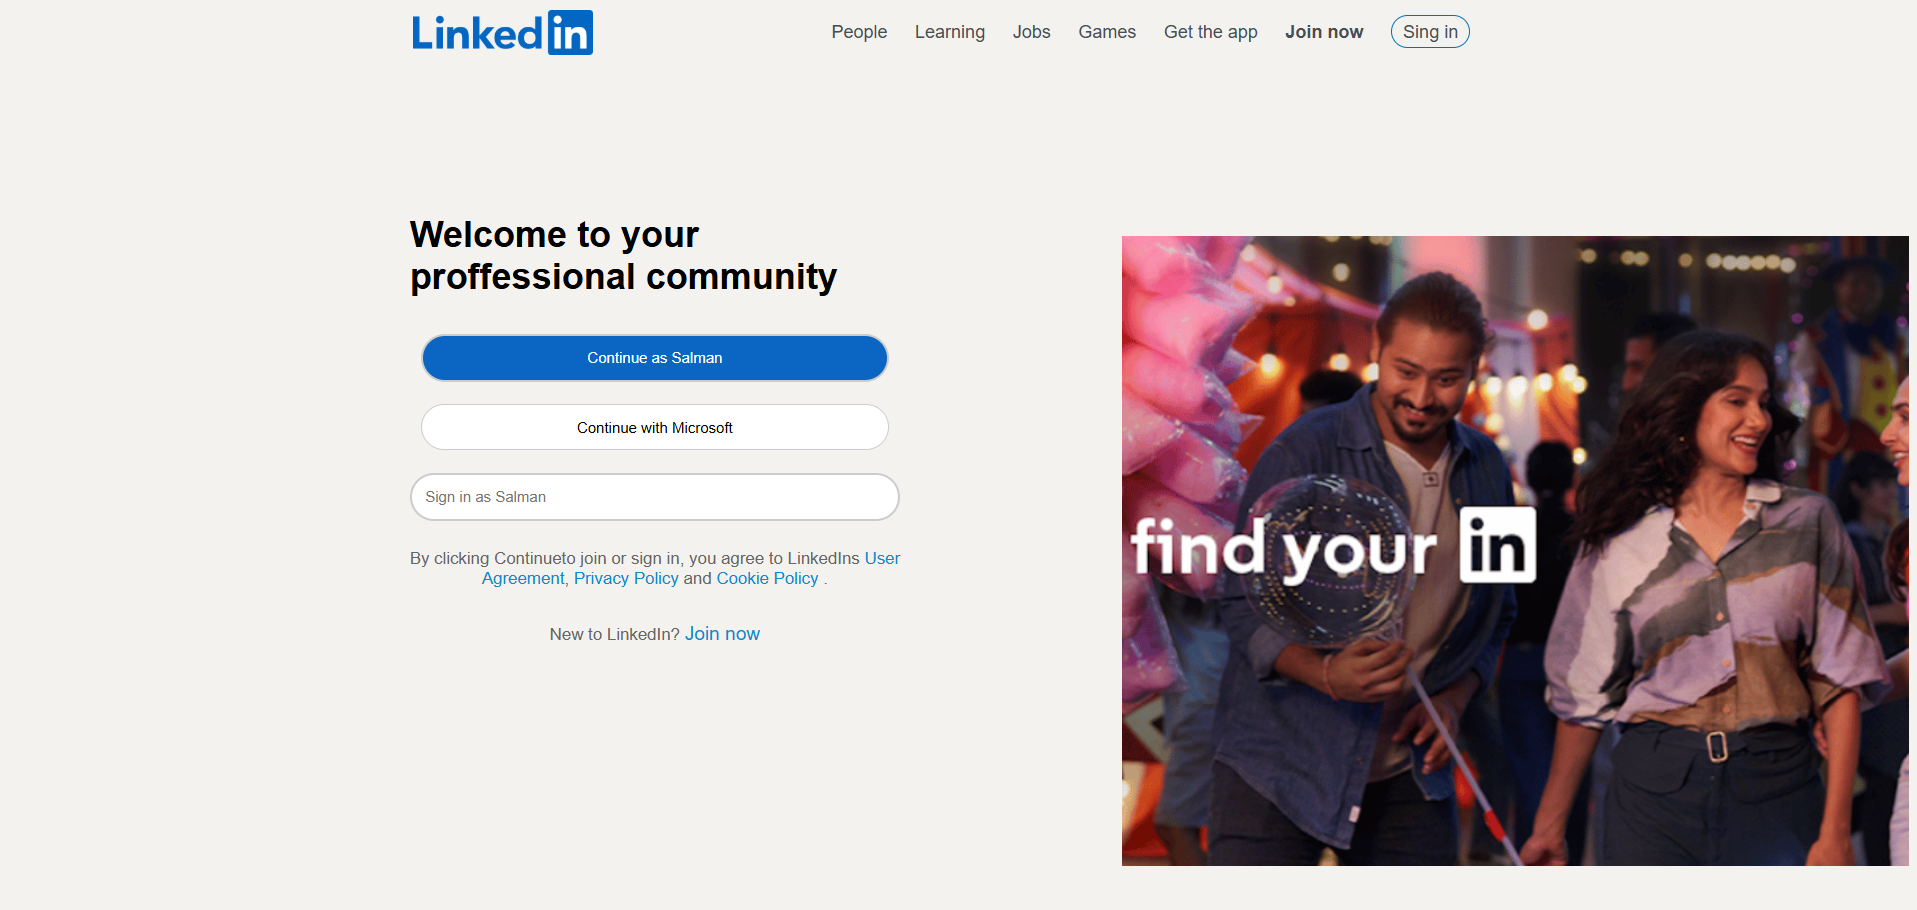 Linked in
People Learning Jobs Games Get the app Join now Sing in
Welcome to your
proffessional community
Continue as Salman
Continue with Microsoft
Sign in as Salman
By clicking Continueto join or sign in, you agree to LinkedIns User
Agreement, Privacy Policy and Cookie Policy .
New to LinkedIn? Join now
find your in